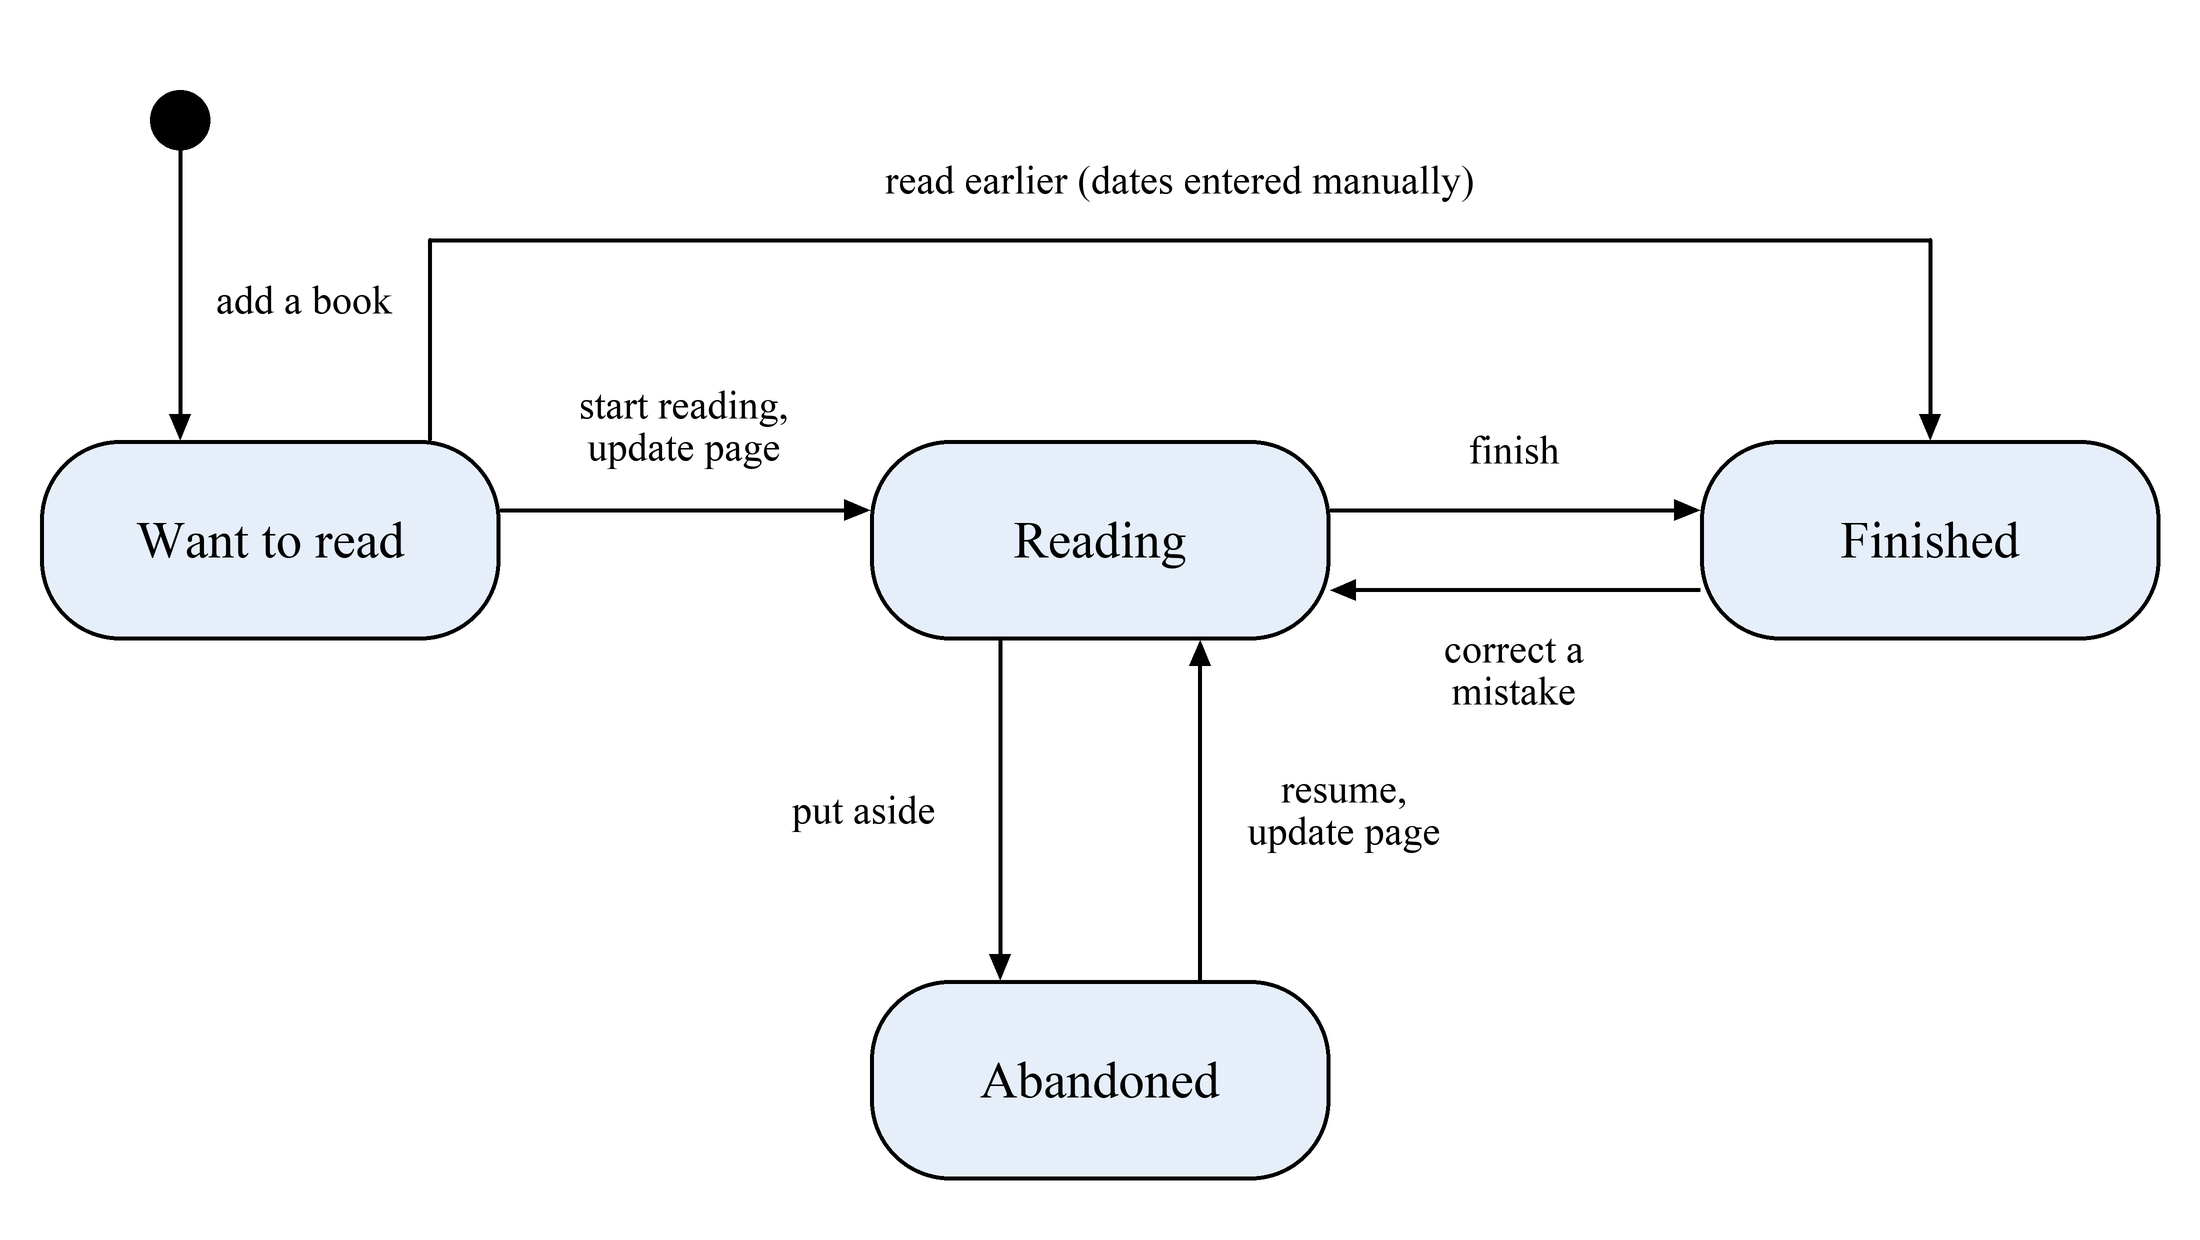 read earlier (dates entered manually)
add a book
start reading,
update page
finish
Want to read
Reading
Finished
correct a
mistake
put aside
resume,
update page
Abandoned